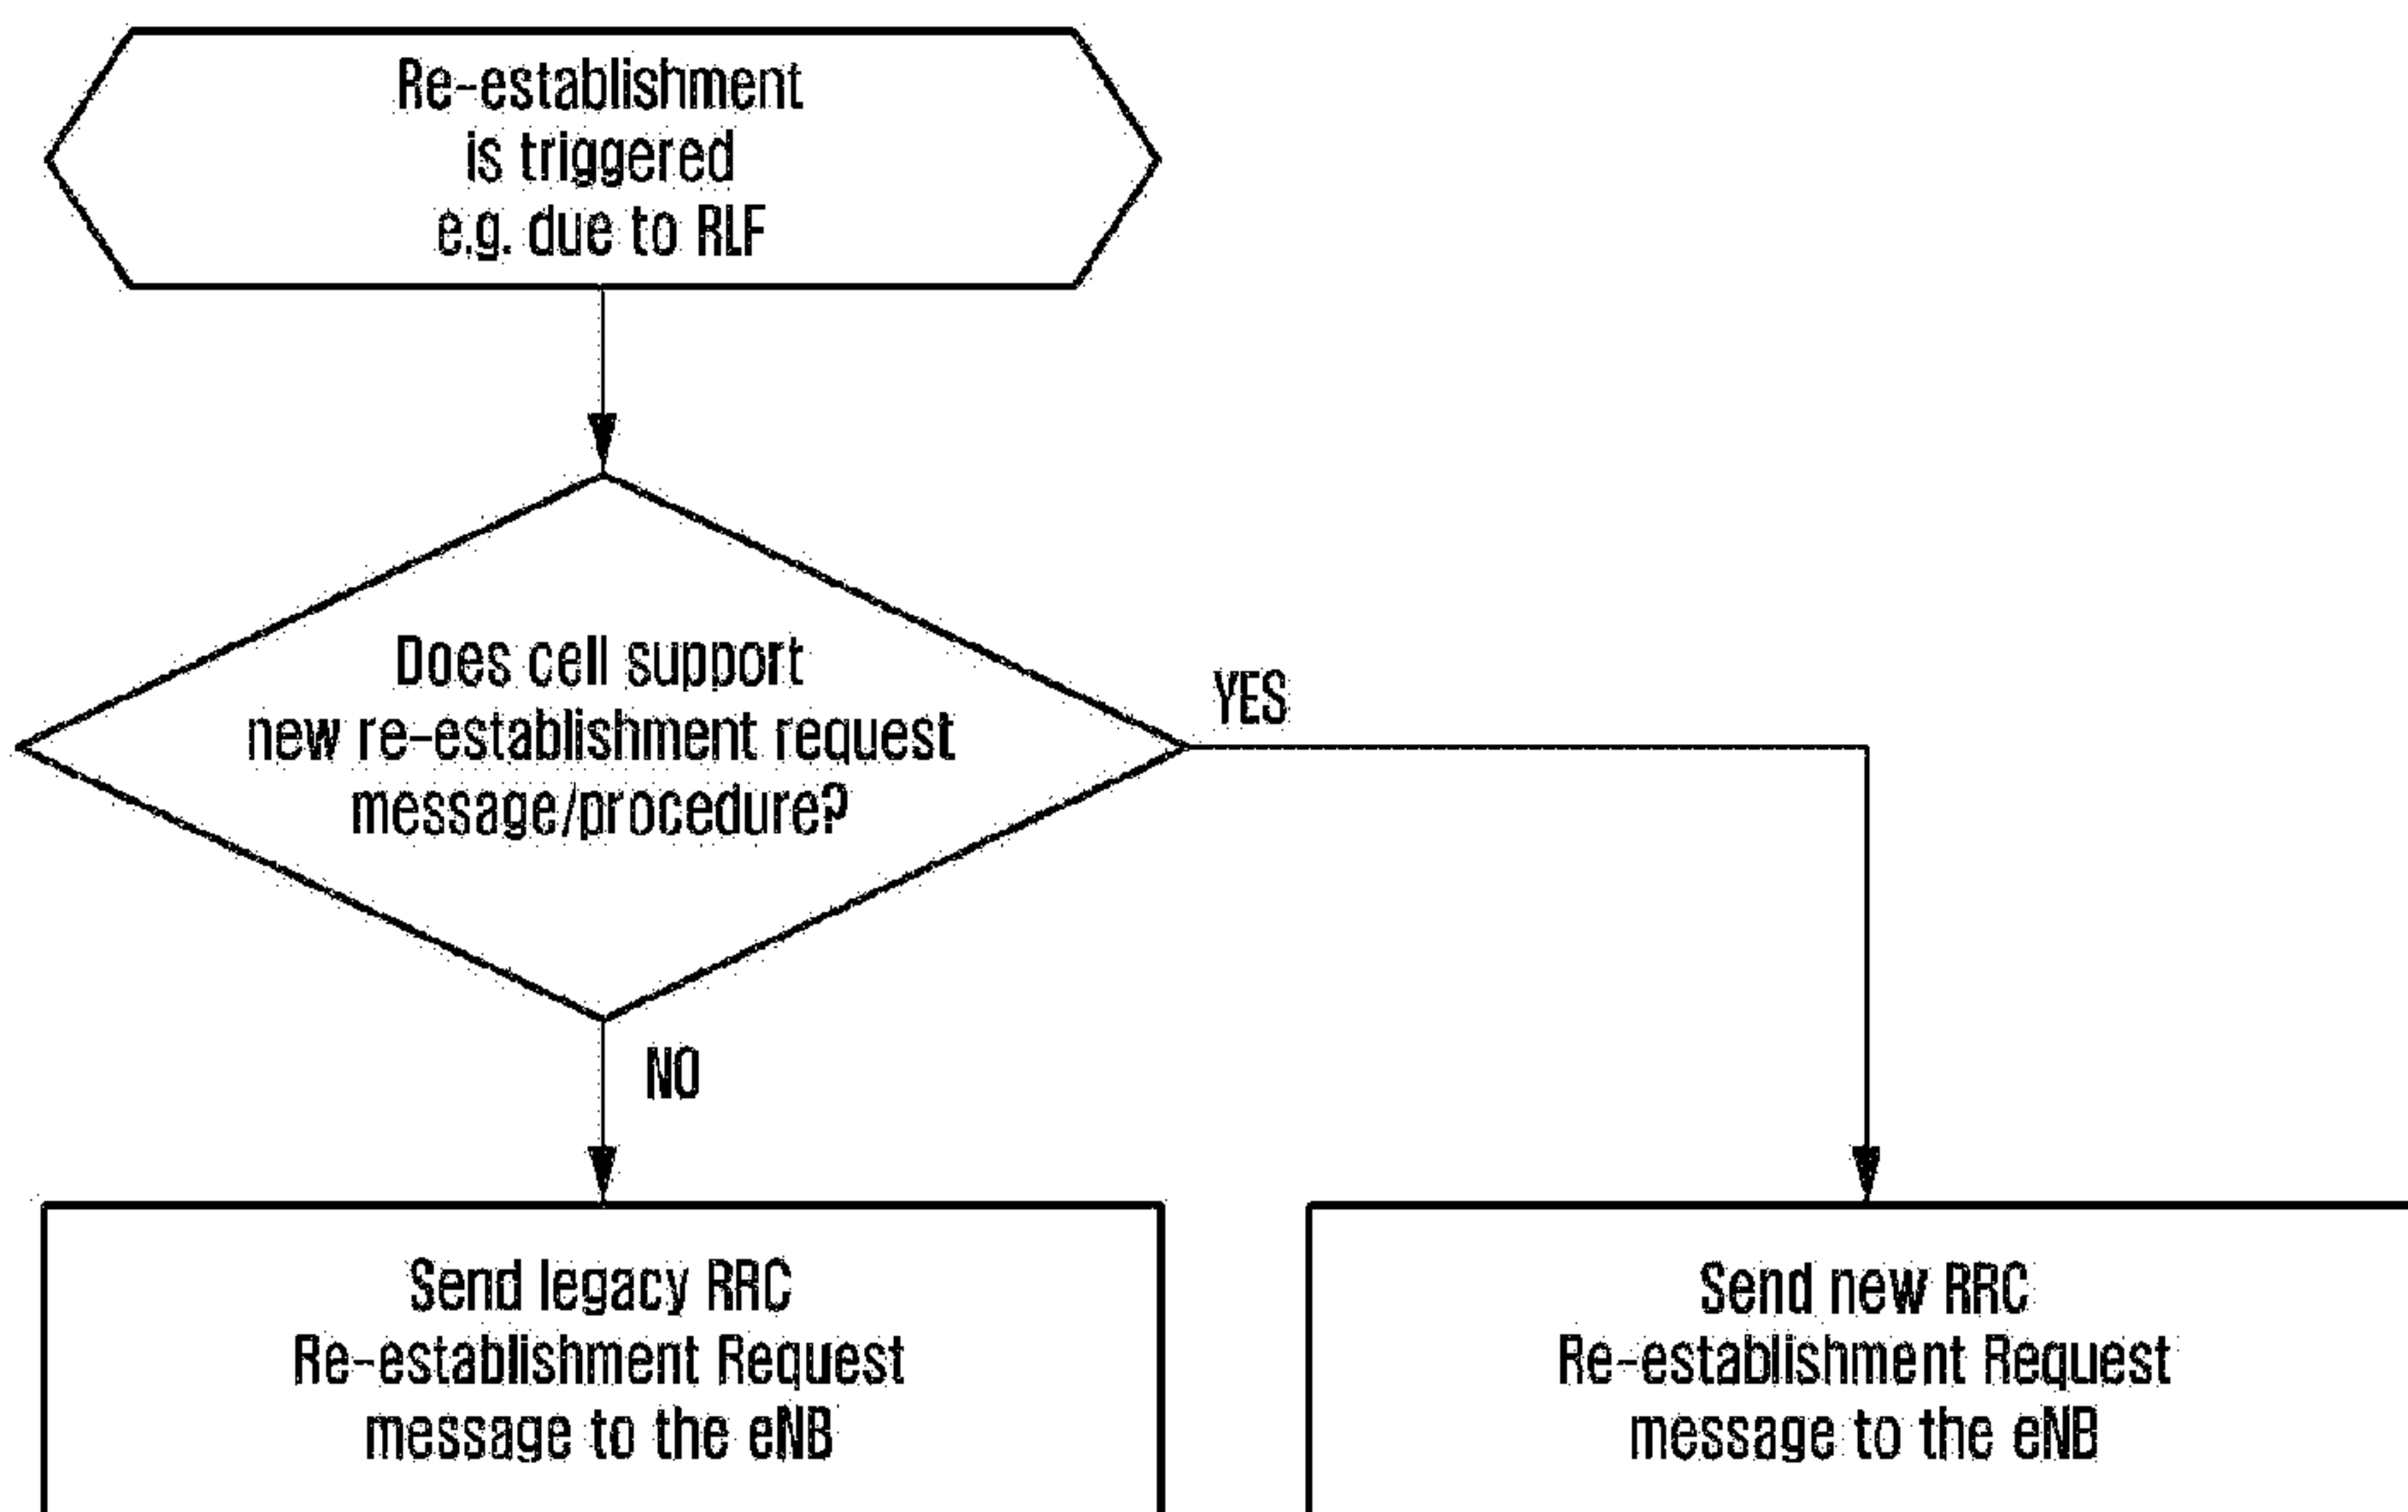 Re-establishment
is triggered
e.g. due to RLF
Does cell support
new re-establishment request
message/procedure?
YES
NO
Send legacy RRC
Re-establishment Request
message to the eNB
Send new RRC
Re-establishment Request
message to the eNB